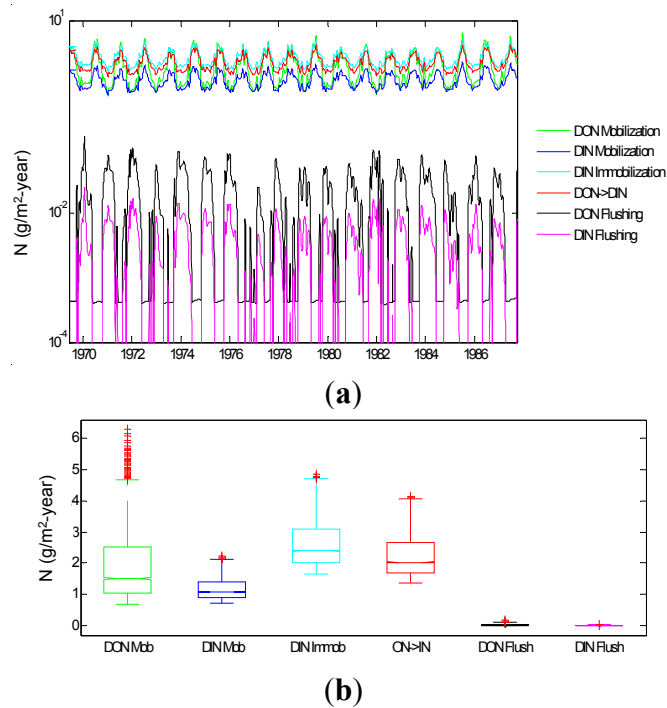 10¹
10⁻²
10⁻⁴
N (g/m²-year)
1970 1972 1974 1976 1978 1980 1982 1984 1986
DON Mobilization
DIN Mobilization
DIN Immobilization
DON->DIN
DON Flushing
DIN Flushing
(a)
N (g/m²-year)
6
5
4
3
2
1
0
DON Mob DIN Mob DIN Immob ON->IN DON Flush DIN Flush
(b)